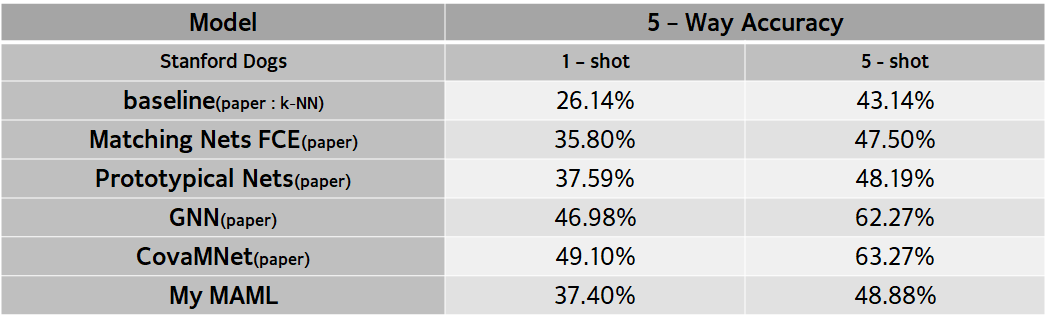 Model 5 – Way Accuracy
Stanford Dogs 1 – shot 5 - shot
baseline(paper : k-NN) 26.14% 43.14%
Matching Nets FCE(paper) 35.80% 47.50%
Prototypical Nets(paper) 37.59% 48.19%
GNN(paper) 46.98% 62.27%
CovaMNet(paper) 49.10% 63.27%
My MAML 37.40% 48.88%